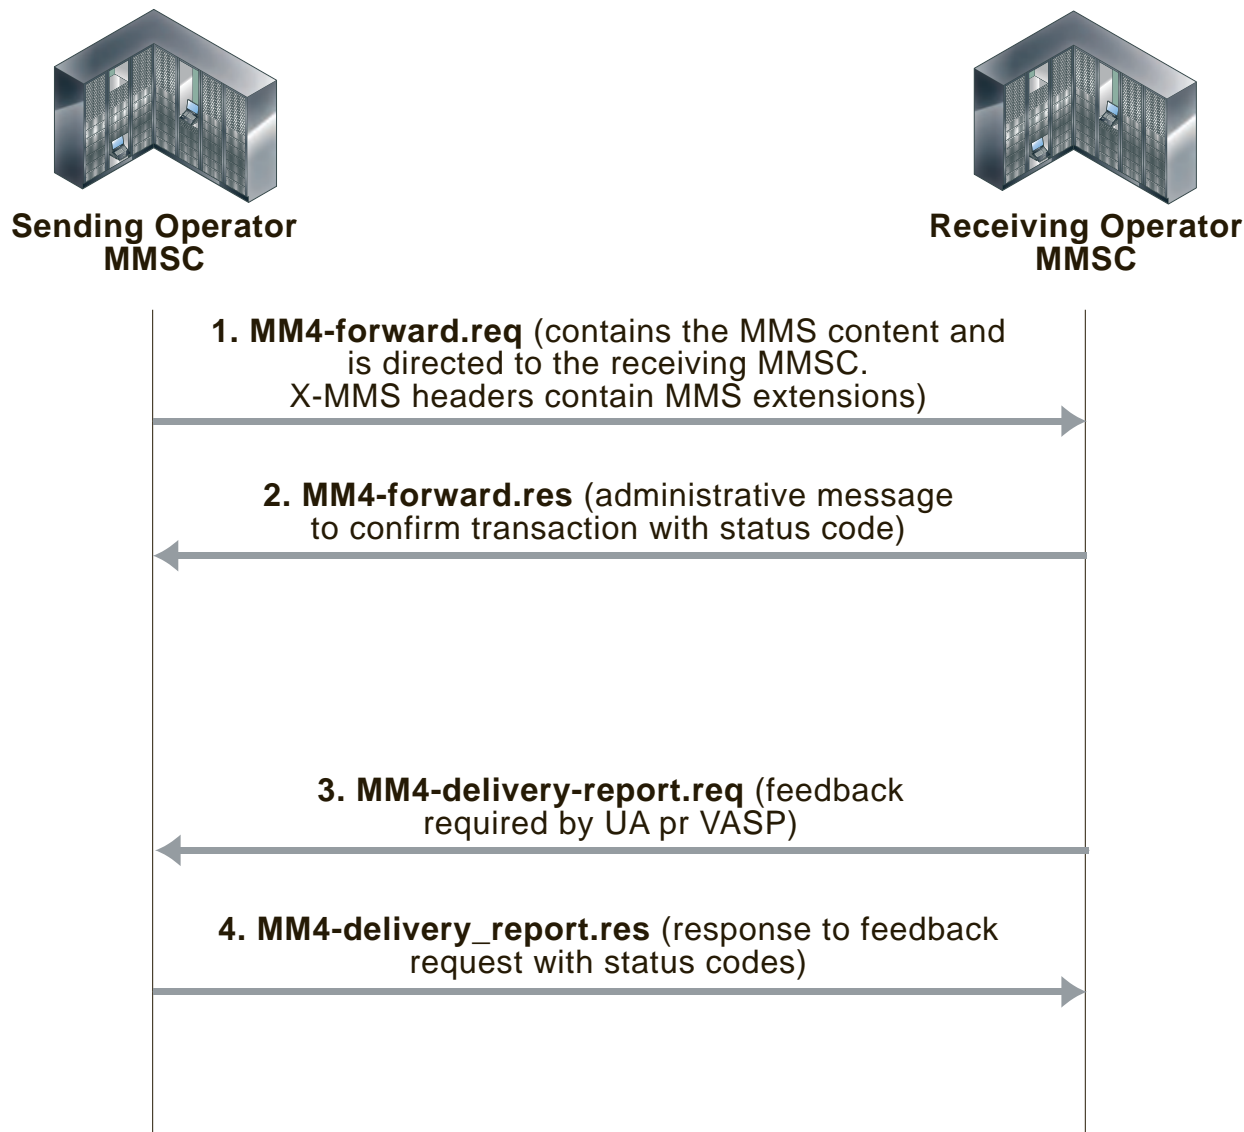 Sending Operator
MMSC
Receiving Operator
MMSC
1. MM4-forward.req (contains the MMS content and
is directed to the receiving MMSC.
X-MMS headers contain MMS extensions)
2. MM4-forward.res (administrative message
to confirm transaction with status code)
3. MM4-delivery-report.req (feedback
required by UA pr VASP)
4. MM4-delivery_report.res (response to feedback
request with status codes)